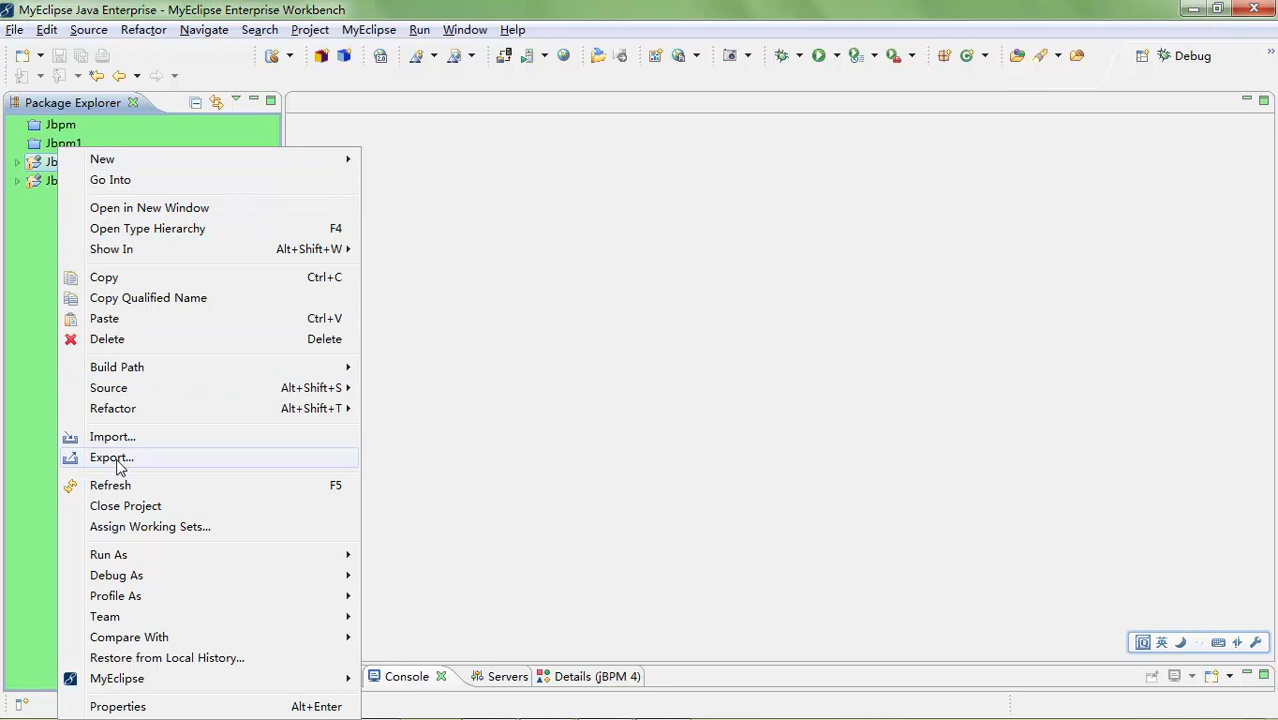 MyEclipse Java Enterprise - MyEclipse Enterprise Workbench
File Edit Source Refactor Navigate Search Project MyEclipse Run Window Help
Debug
Package Explorer
Jbpm
Jbpm1
Jb
Jb
New
Go Into
Open in New Window
Open Type Hierarchy F4
Show In Alt+Shift+W
Copy Ctrl+C
Copy Qualified Name
Paste Ctrl+V
Delete Delete
Build Path
Source Alt+Shift+S
Refactor Alt+Shift+T
Import...
Export...
Refresh F5
Close Project
Assign Working Sets...
Run As
Debug As
Profile As
Team
Compare With
Restore from Local History...
MyEclipse
Properties Alt+Enter
英
Console Servers Details (jBPM 4)